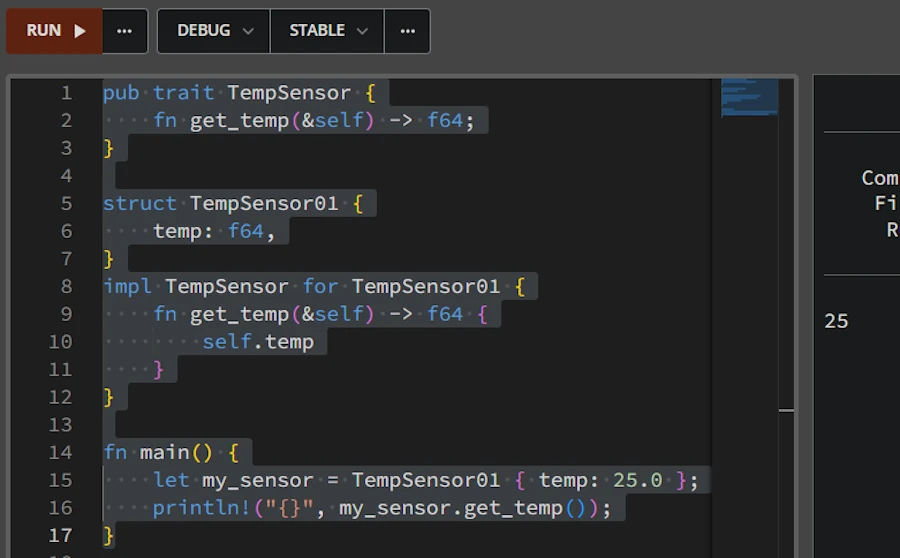 RUN ▶ ... DEBUG STABLE ...
1 pub trait TempSensor {
2     fn get_temp(&self) -> f64;
3 }
4
5 struct TempSensor01 {
6     temp: f64,
7 }
8 impl TempSensor for TempSensor01 {
9     fn get_temp(&self) -> f64 {
10         self.temp
11     }
12 }
13
14 fn main() {
15     let my_sensor = TempSensor01 { temp: 25.0 };
16     println!("{}", my_sensor.get_temp());
17 }
Com
Fi
R
25